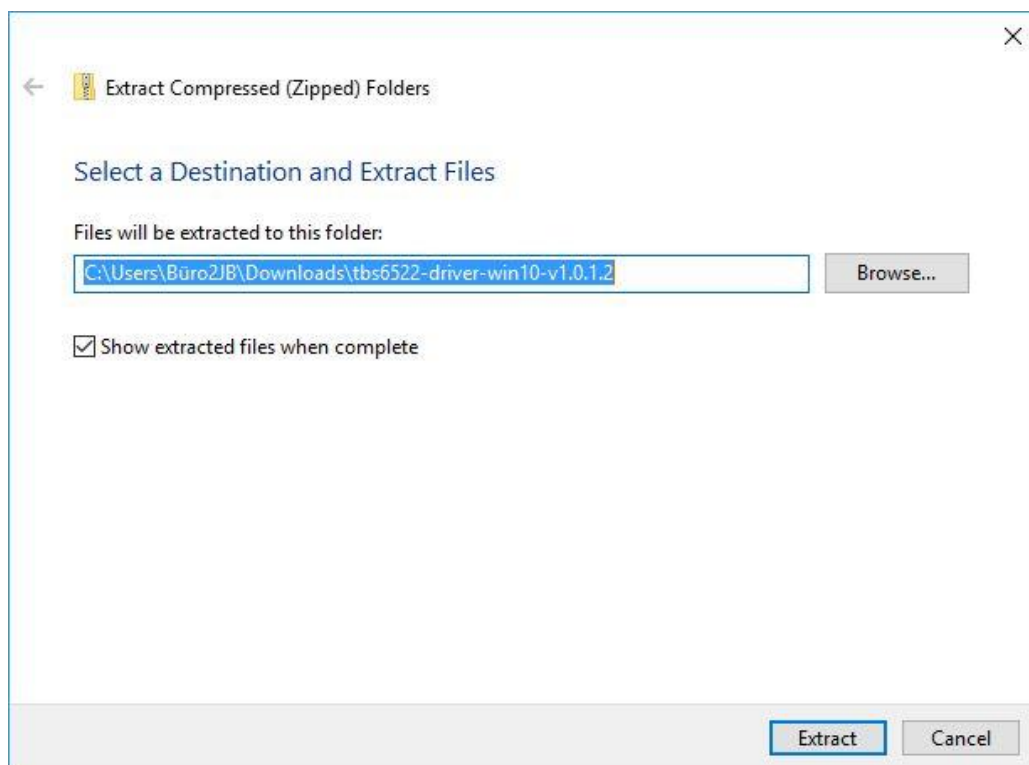 Extract Compressed (Zipped) Folders
Select a Destination and Extract Files
Files will be extracted to this folder:
C:\Users\Büro2JB\Downloads\tbs6522-driver-win10-v1.0.1.2
Browse...
Show extracted files when complete
Extract
Cancel